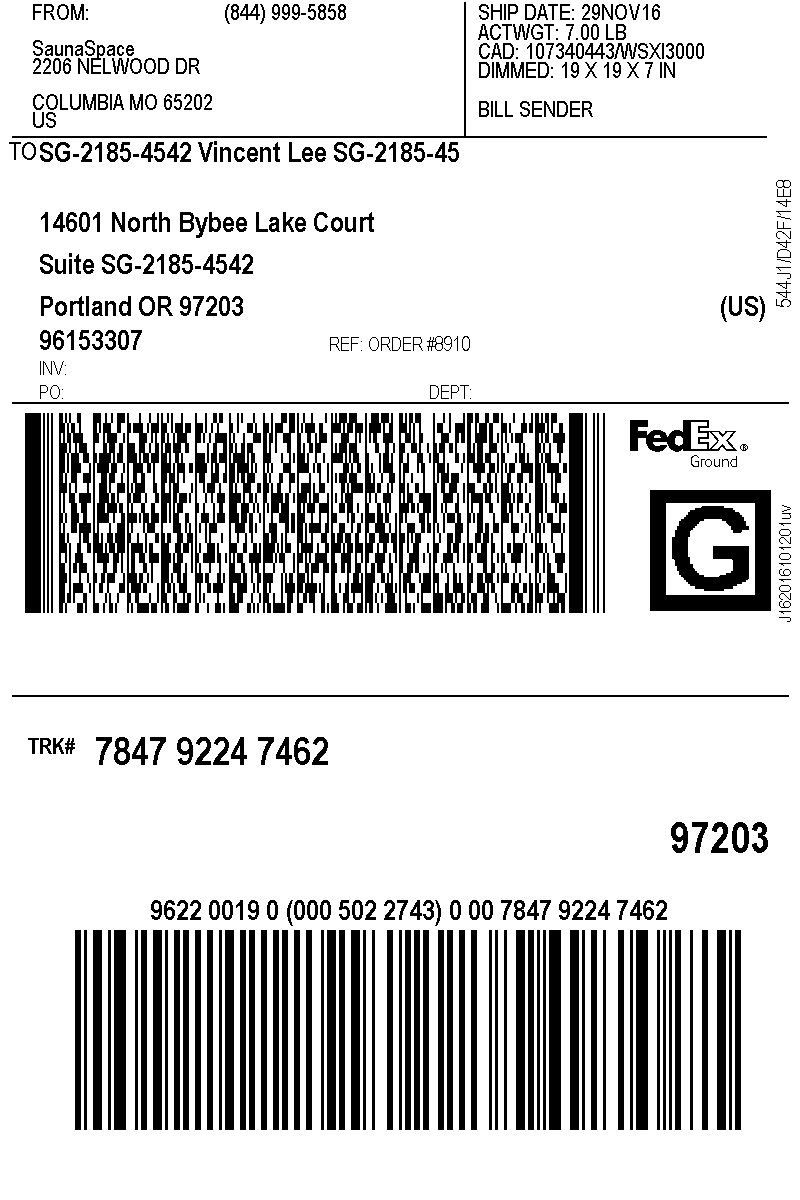 FROM: (844) 999-5858
SaunaSpace
2206 NELWOOD DR
COLUMBIA MO 65202
US
SHIP DATE: 29NOV16
ACTWGT: 7.00 LB
CAD: 107340443/WSXI3000
DIMMED: 19 X 19 X 7 IN
BILL SENDER
TO SG-2185-4542 Vincent Lee SG-2185-45
14601 North Bybee Lake Court
Suite SG-2185-4542
Portland OR 97203 (US)
96153307 REF: ORDER #8910
INV:
PO: DEPT:
544J1/D42F/14E8
FedEx®
Ground
G
J162016101201uv
TRK# 7847 9224 7462
97203
9622 0019 0 (000 502 2743) 0 00 7847 9224 7462